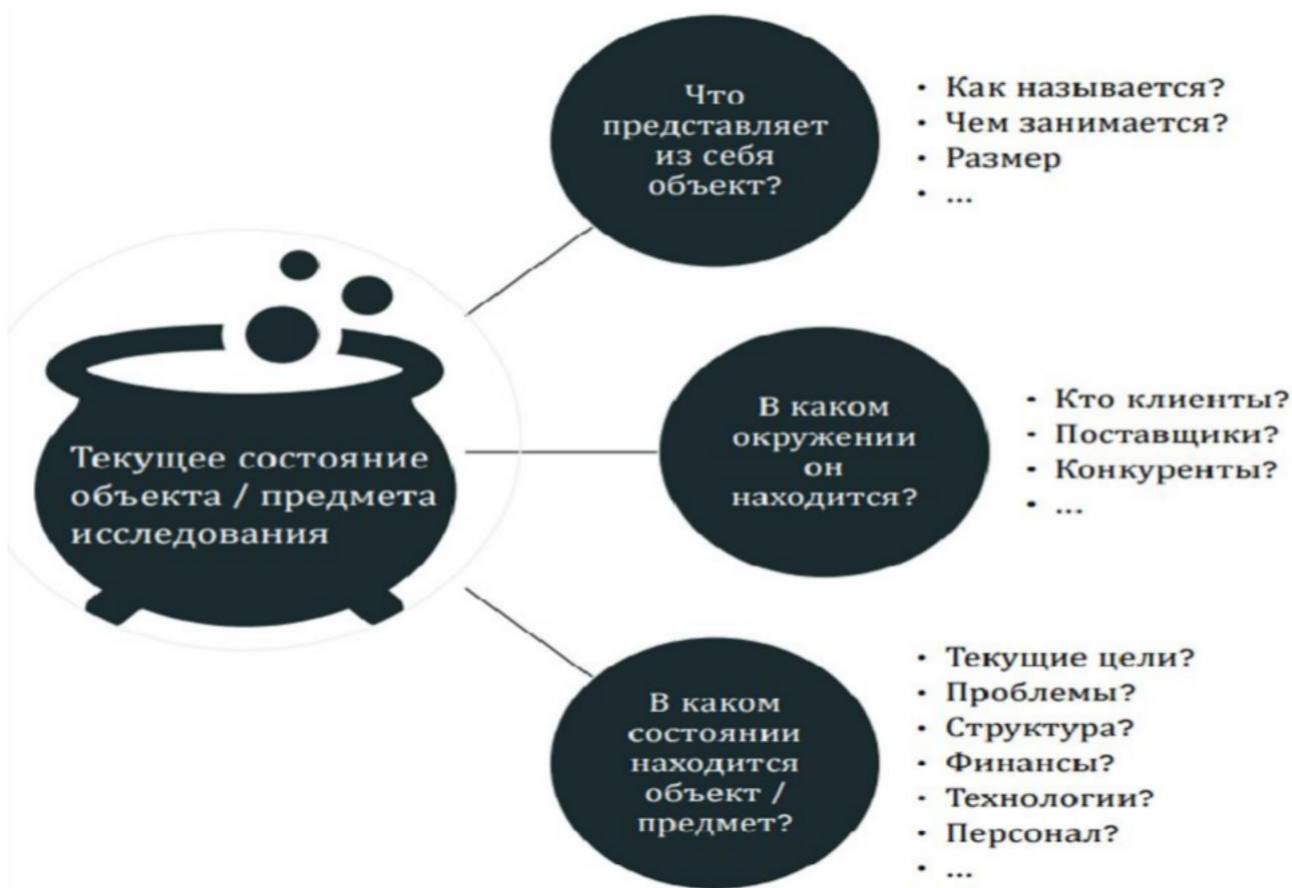 Что
представляет
из себя
объект?
• Как называется?
• Чем занимается?
• Размер
• ...
Текущее состояние
объекта / предмета
исследования
В каком
окружении
он
находится?
• Кто клиенты?
• Поставщики?
• Конкуренты?
• ...
В каком
состоянии
находится
объект /
предмет?
• Текущие цели?
• Проблемы?
• Структура?
• Финансы?
• Технологии?
• Персонал?
• ...